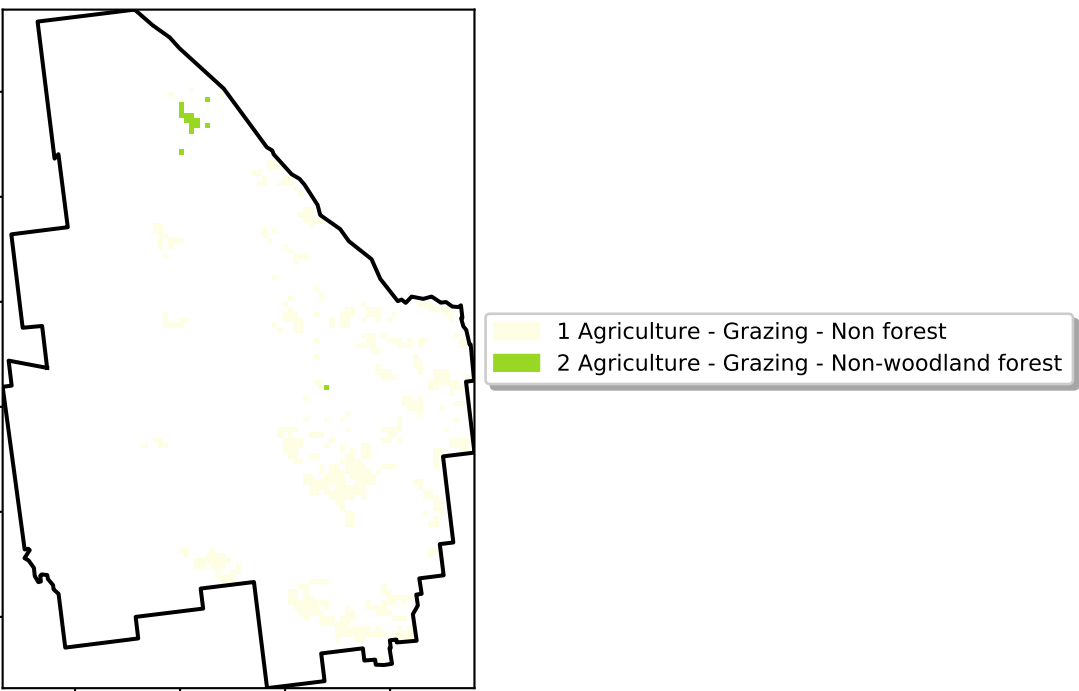 1 Agriculture - Grazing - Non forest
2 Agriculture - Grazing - Non-woodland forest